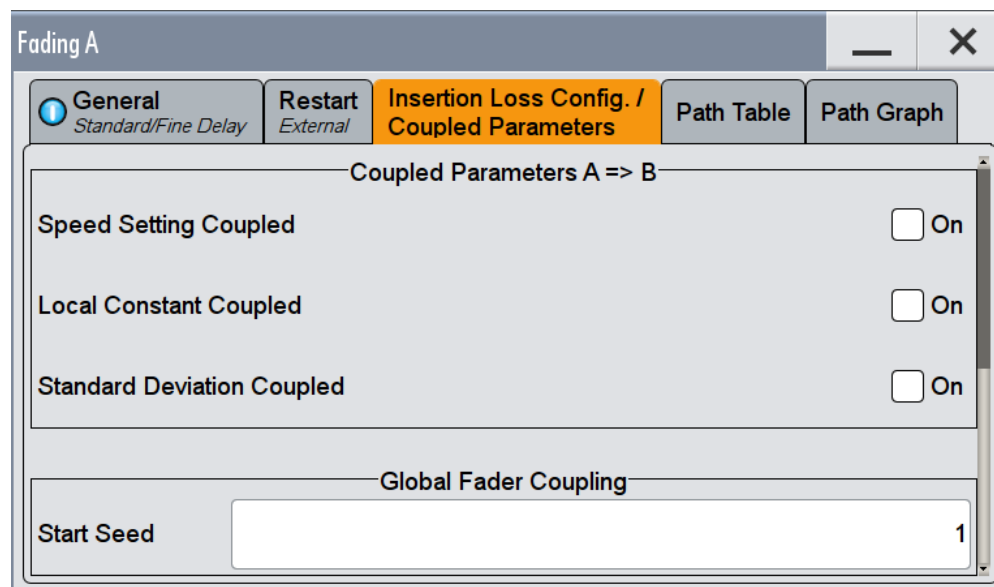 Fading A
General
Standard/Fine Delay
Restart
External
Insertion Loss Config. /
Coupled Parameters
Path Table
Path Graph
Coupled Parameters A => B
Speed Setting Coupled
On
Local Constant Coupled
On
Standard Deviation Coupled
On
Global Fader Coupling
Start Seed
1